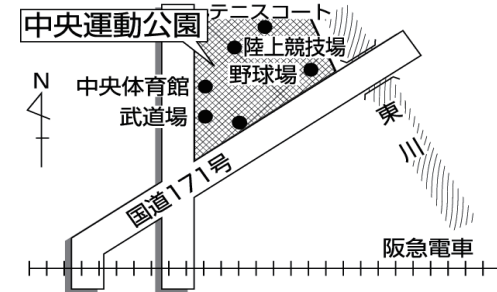 テニスコート
中央運動公園
陸上競技場
野球場
N
中央体育館
武道場
東川
国道171号
阪急電車